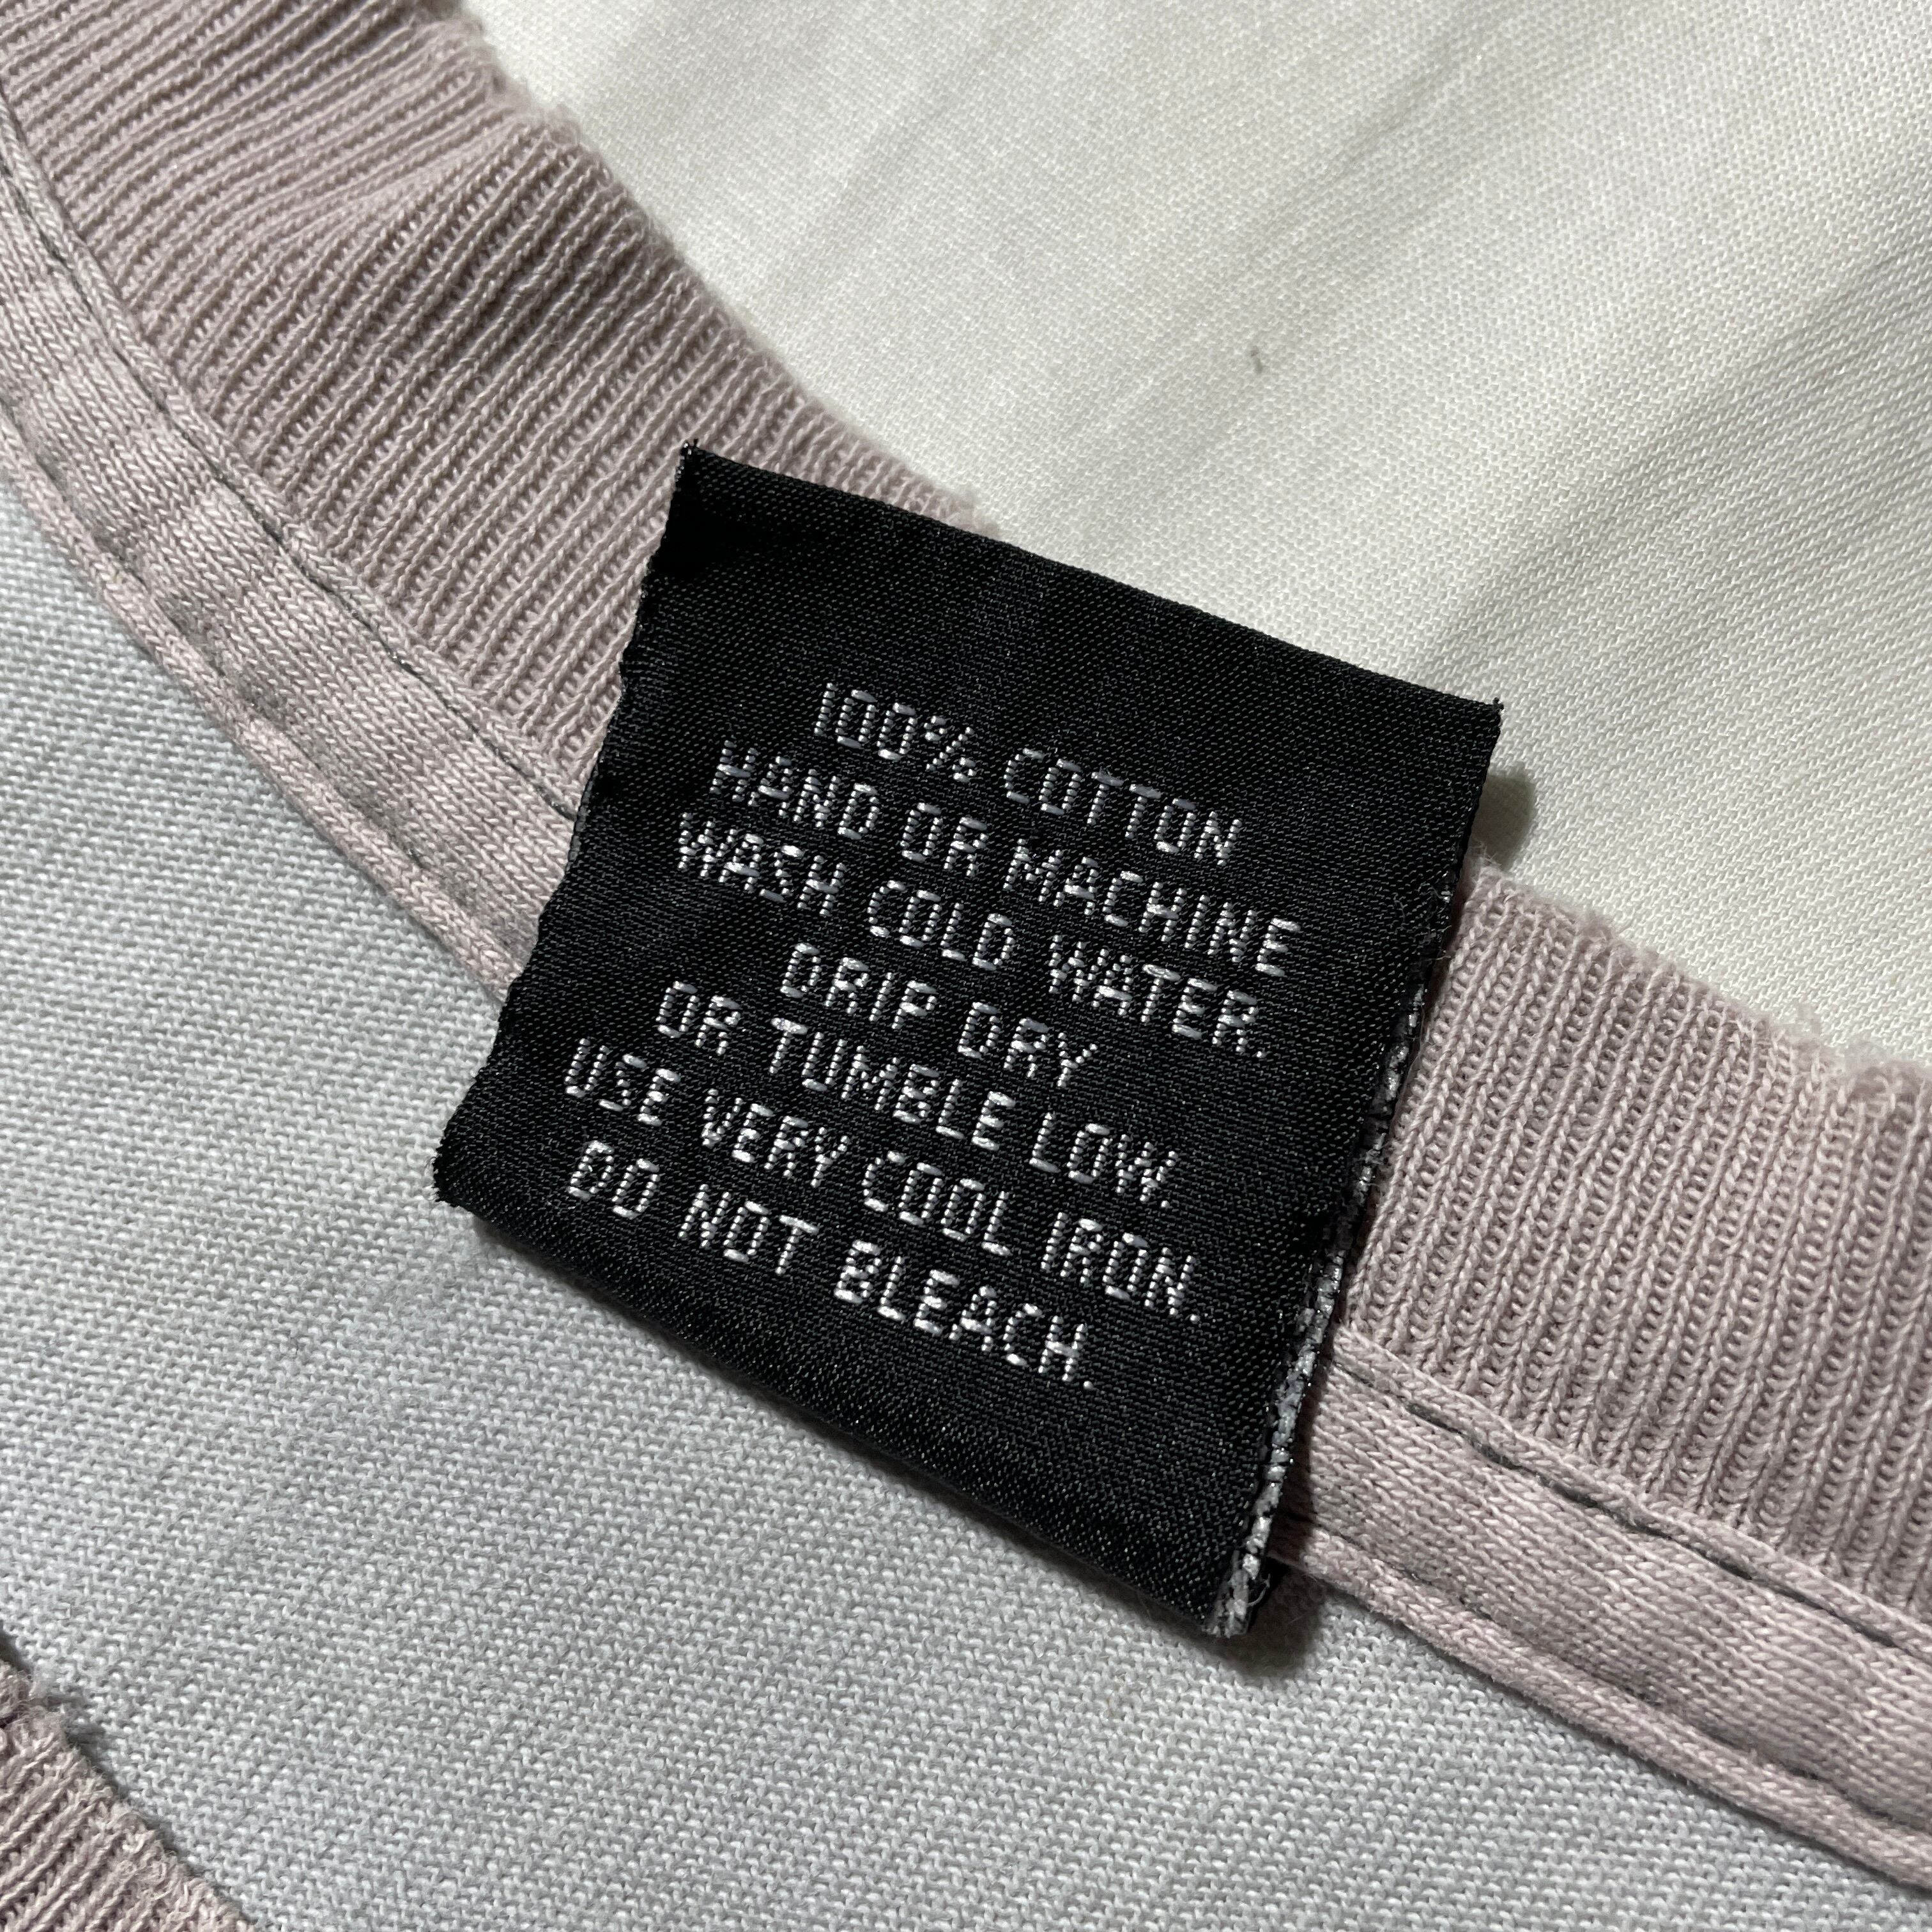 100% COTTON
HAND OR MACHINE
WASH COLD WATER.
DRIP DRY
OR TUMBLE LOW.
USE VERY COOL IRON.
DO NOT BLEACH.